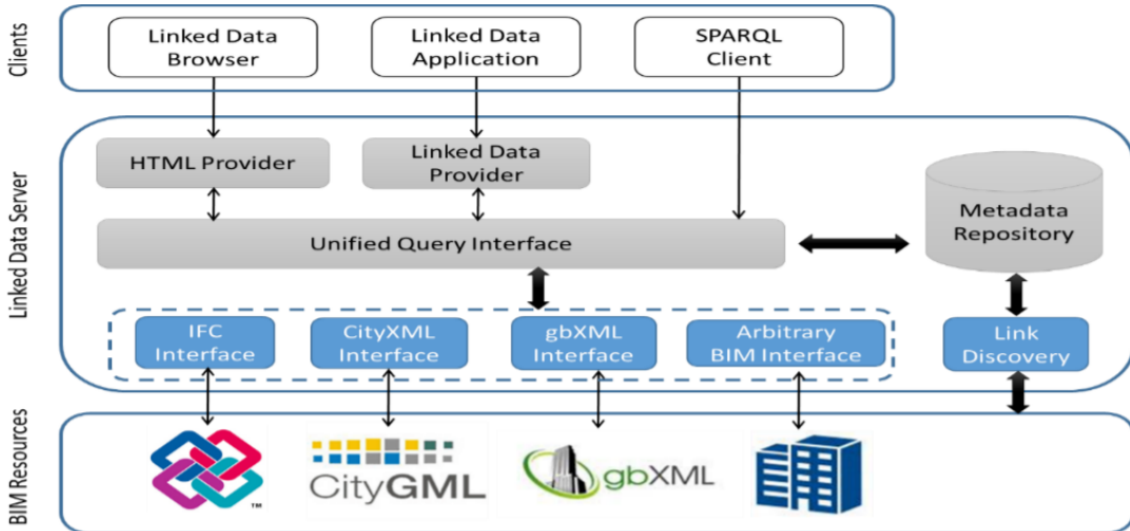 Clients
Linked Data
Browser
Linked Data
Application
SPARQL
Client
Linked Data Server
HTML Provider
Linked Data
Provider
Unified Query Interface
Metadata
Repository
IFC
Interface
CityXML
Interface
gbXML
Interface
Arbitrary
BIM Interface
Link
Discovery
BIM Resources
TM
CityGML
gbXML